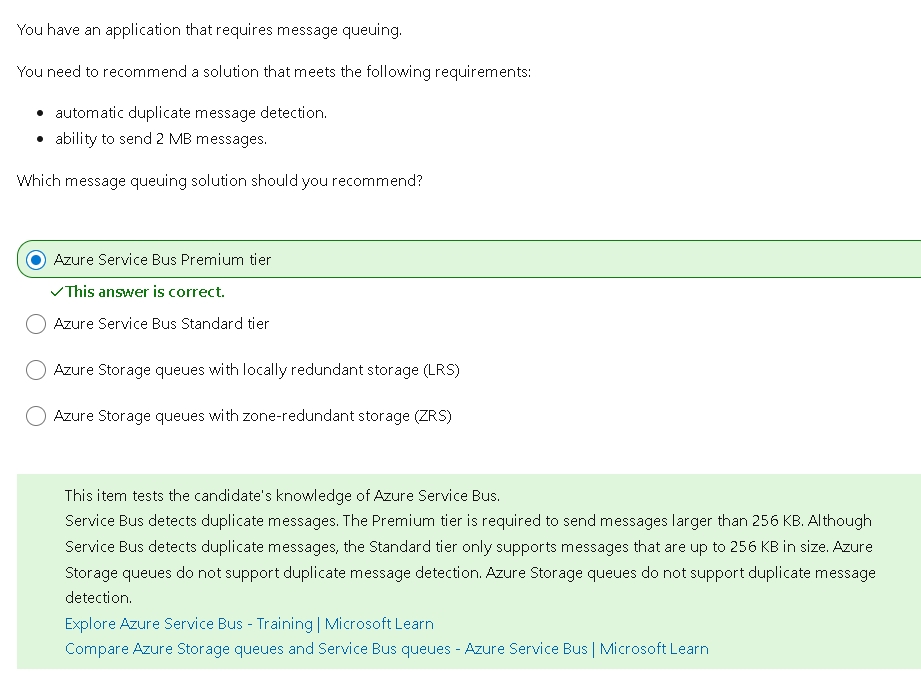 You have an application that requires message queuing.
You need to recommend a solution that meets the following requirements:
• automatic duplicate message detection.
• ability to send 2 MB messages.
Which message queuing solution should you recommend?
Azure Service Bus Premium tier
✓This answer is correct.
Azure Service Bus Standard tier
Azure Storage queues with locally redundant storage (LRS)
Azure Storage queues with zone-redundant storage (ZRS)
This item tests the candidate's knowledge of Azure Service Bus.
Service Bus detects duplicate messages. The Premium tier is required to send messages larger than 256 KB. Although
Service Bus detects duplicate messages, the Standard tier only supports messages that are up to 256 KB in size. Azure
Storage queues do not support duplicate message detection. Azure Storage queues do not support duplicate message
detection.
Explore Azure Service Bus - Training | Microsoft Learn
Compare Azure Storage queues and Service Bus queues - Azure Service Bus | Microsoft Learn